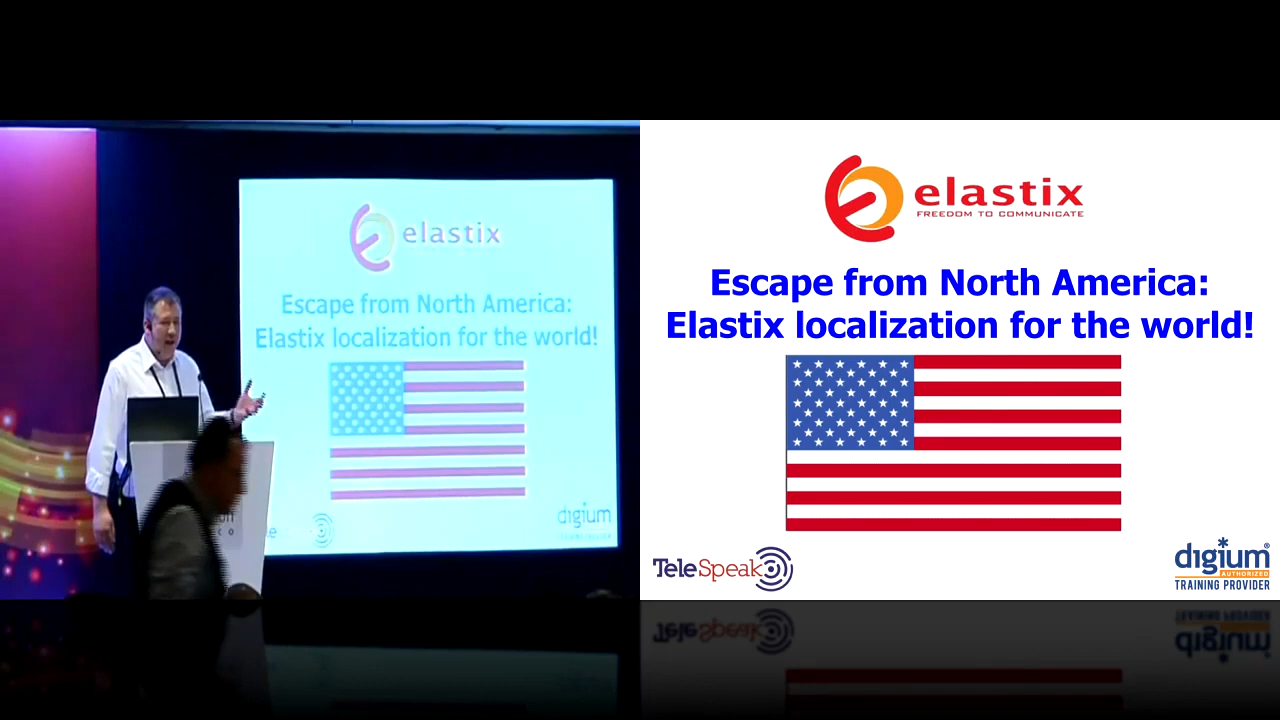 elastix
Escape from North America:
Elastix localization for the world!
digium
elastix
FREEDOM TO COMMUNICATE
Escape from North America:
Elastix localization for the world!
TeleSpeak
digium®
AUTHORIZED
TRAINING PROVIDER